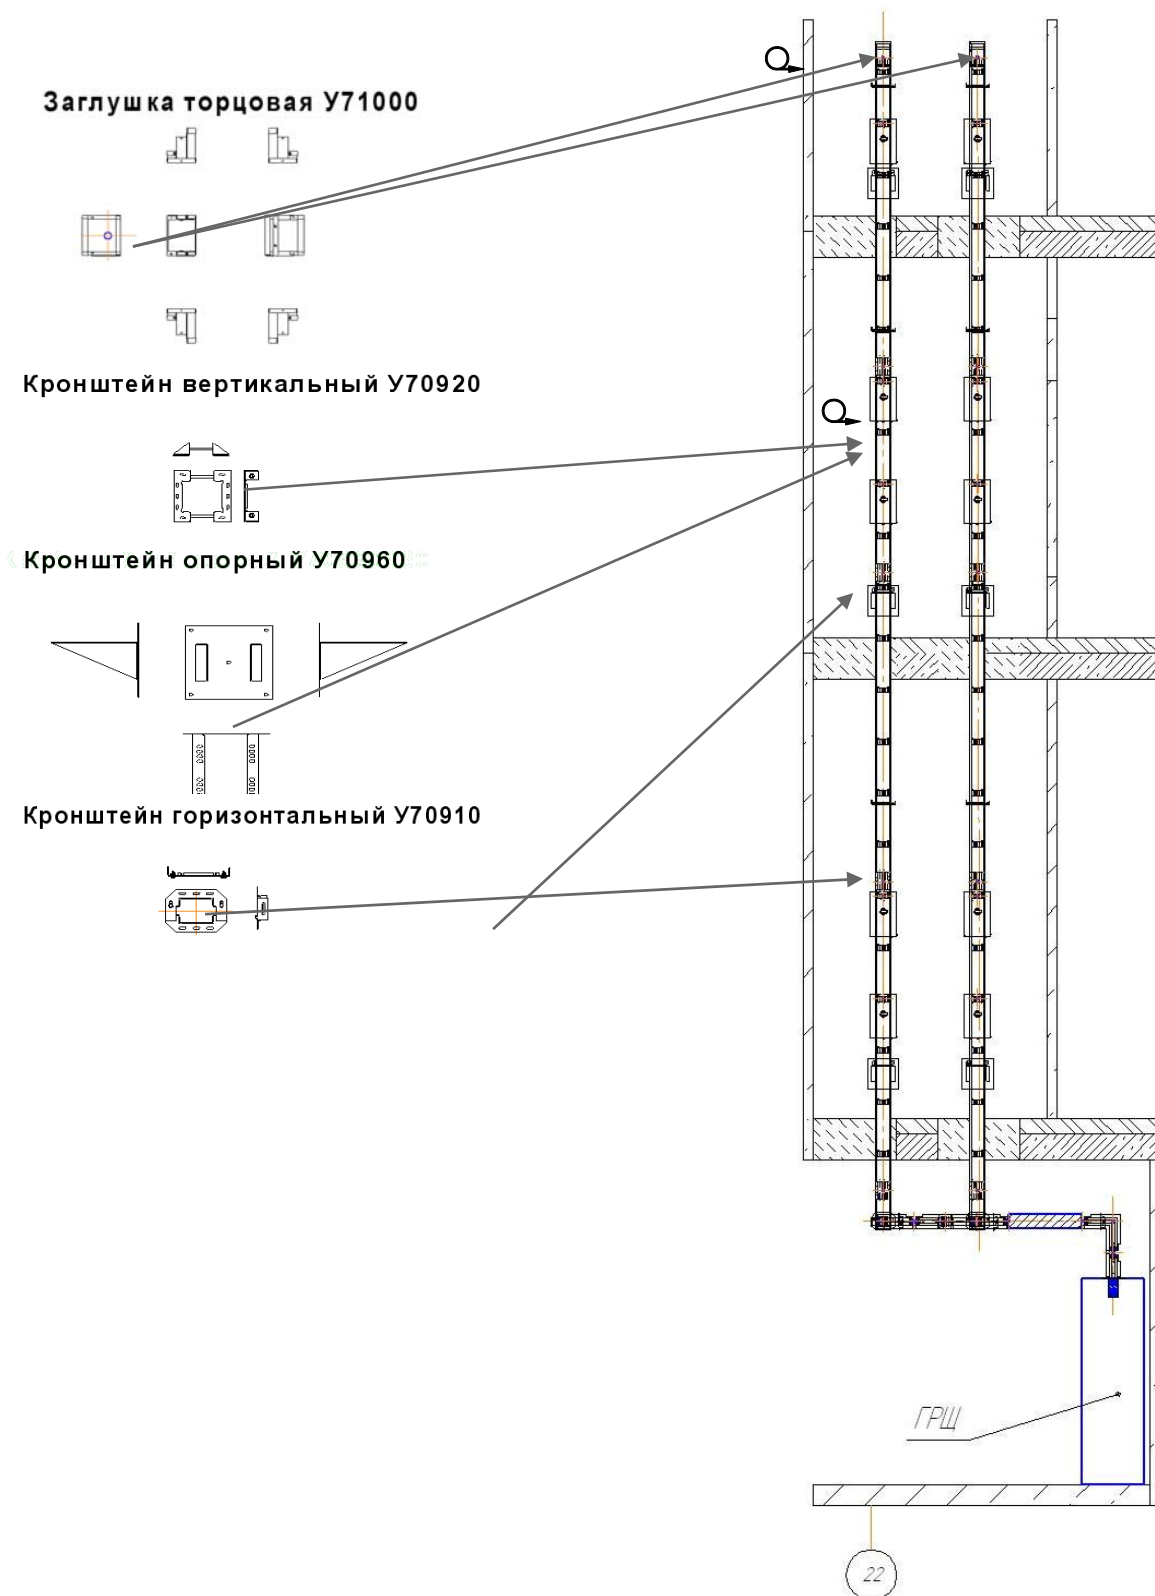 Заглушка торцовая У71000
Кронштейн вертикальный У70920
Кронштейн опорный У70960
Кронштейн горизонтальный У70910
ГРЩ
22